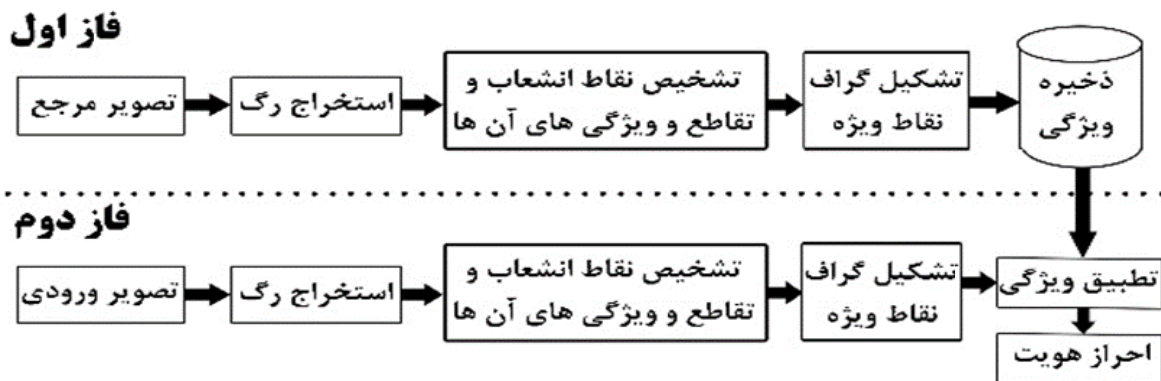 فاز اول
تصویر مرجع
استخراج رگ
تشخیص نقاط انشعاب و
تقاطع و ویژگی های آن ها
تشکیل گراف
نقاط ویژه
ذخیره
ویژگی
فاز دوم
تصویر ورودی
استخراج رگ
تشخیص نقاط انشعاب و
تقاطع و ویژگی های آن ها
تشکیل گراف
نقاط ویژه
تطبیق ویژگی
احراز هویت